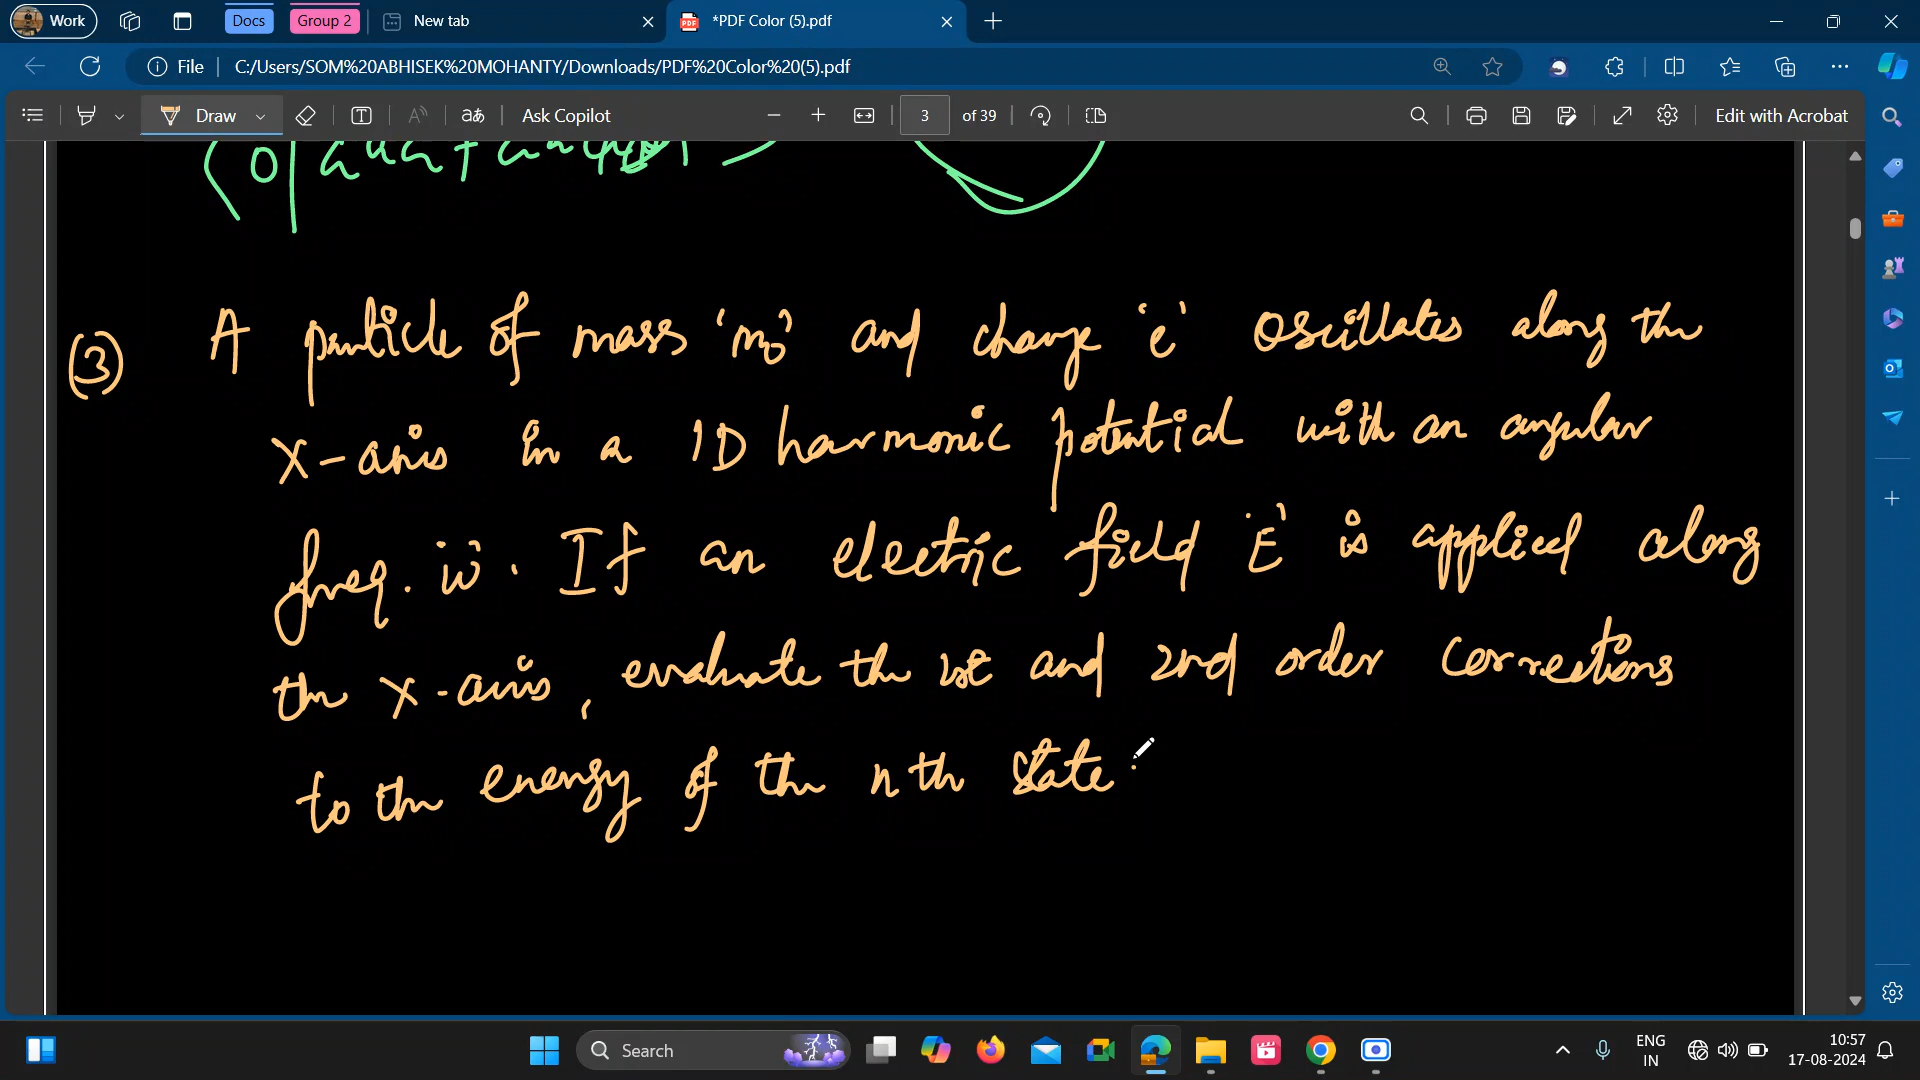 Work
Docs
Group 2
New tab
*PDF Color (5).pdf
File
C:/Users/SOM%20ABHISEK%20MOHANTY/Downloads/PDF%20Color%20(5).pdf
Draw
Ask Copilot
3 of 39
Edit with Acrobat
(3) A particle of mass 'm₀' and charge 'e' oscillates along the
X-axis in a 1D harmonic potential with an angular
freq. 'ω'. If an electric field 'E' is applied along
the X-axis, evaluate the 1st and 2nd order corrections
to the energy of the nth state.
Search
ENG
IN
10:57
17-08-2024